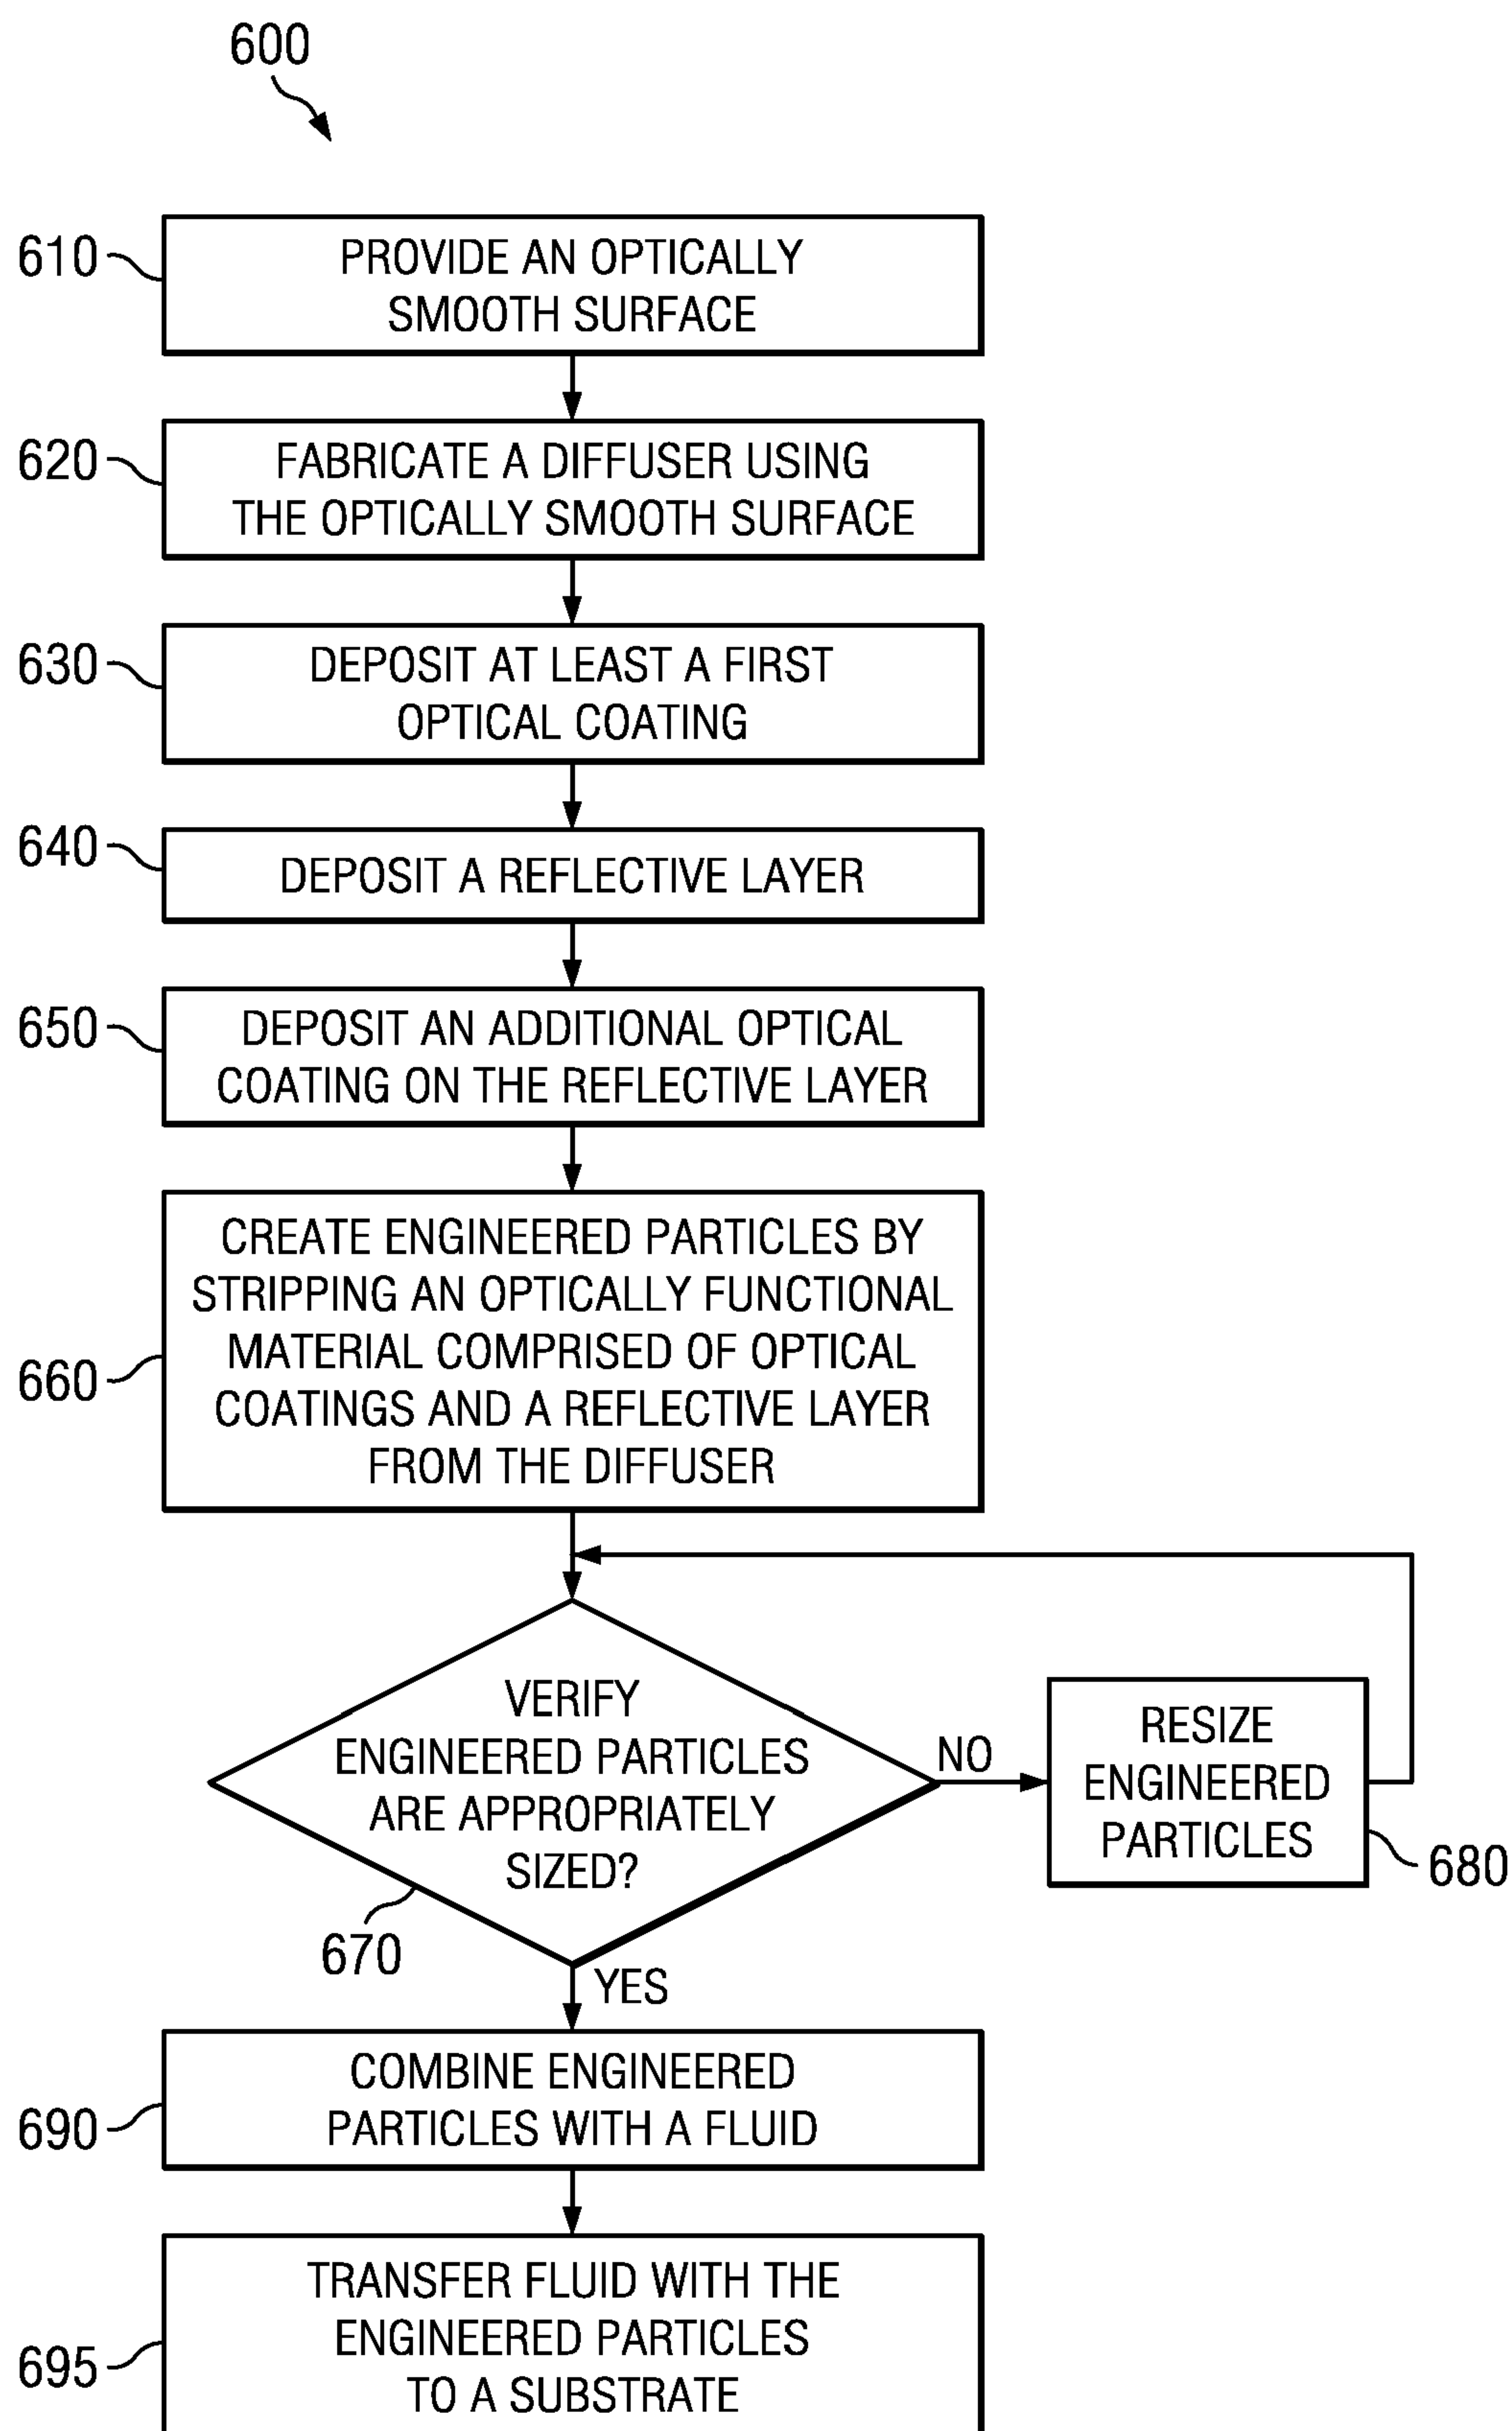 600
610
PROVIDE AN OPTICALLY
SMOOTH SURFACE
620
FABRICATE A DIFFUSER USING
THE OPTICALLY SMOOTH SURFACE
630
DEPOSIT AT LEAST A FIRST
OPTICAL COATING
640
DEPOSIT A REFLECTIVE LAYER
650
DEPOSIT AN ADDITIONAL OPTICAL
COATING ON THE REFLECTIVE LAYER
660
CREATE ENGINEERED PARTICLES BY
STRIPPING AN OPTICALLY FUNCTIONAL
MATERIAL COMPRISED OF OPTICAL
COATINGS AND A REFLECTIVE LAYER
FROM THE DIFFUSER
VERIFY
ENGINEERED PARTICLES
ARE APPROPRIATELY
SIZED?
670
NO
RESIZE
ENGINEERED
PARTICLES
680
YES
690
COMBINE ENGINEERED
PARTICLES WITH A FLUID
695
TRANSFER FLUID WITH THE
ENGINEERED PARTICLES
TO A SUBSTRATE